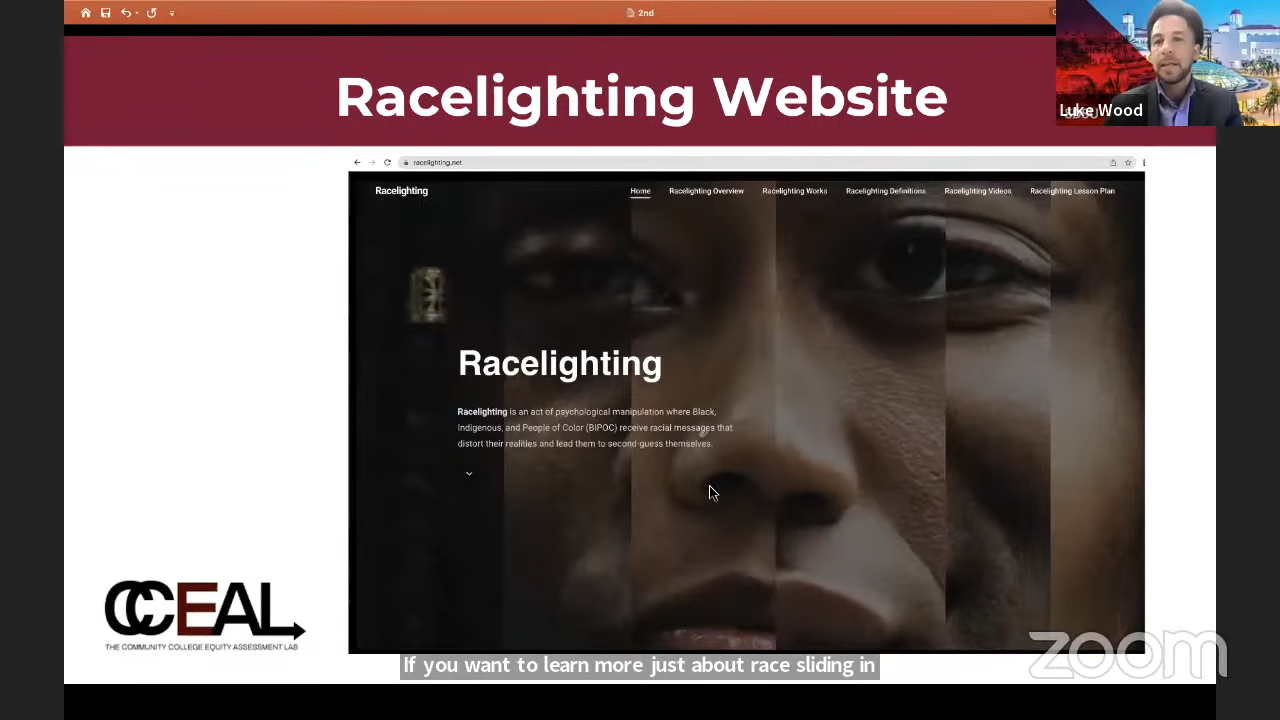 2nd
Racelighting Website
Luke Wood
racelighting.net
Racelighting
Home
Racelighting Overview
Racelighting Works
Racelighting Definitions
Racelighting Videos
Racelighting Lesson Plan
Racelighting
Racelighting is an act of psychological manipulation where Black,
Indigenous, and People of Color (BIPOC) receive racial messages that
distort their realities and lead them to second-guess themselves.
CCEAL
THE COMMUNITY COLLEGE EQUITY ASSESSMENT LAB
If you want to learn more just about race sliding in
zoom